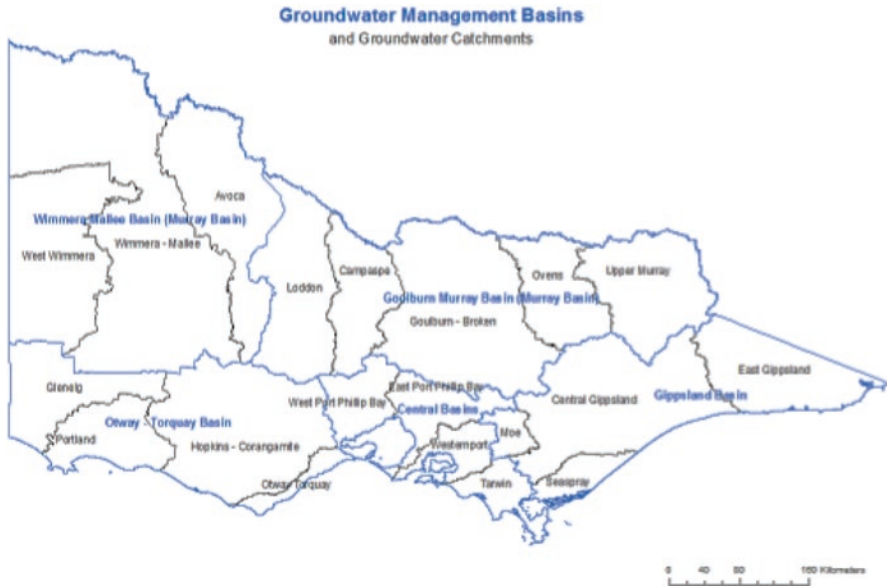 Groundwater Management Basins
and Groundwater Catchments
Avoca
Wimmera Mallee Basin (Murray Basin)
Wimmera - Mallee
West Wimmera
Loddon
Campaspe
Ovens
Upper Murray
Goulburn Murray Basin (Murray Basin)
Goulburn - Broken
East Gippsland
Glenelg
East Port Phillip Bay
West Port Phillip Bay
Central Gippsland
Gippsland Basin
Central Basins
Otway - Torquay Basin
Portland
Hopkins - Corangamite
Moe
Westernport
Otway Torquay
Tarwin
Seaspray
0 40 80 160 Kilometers